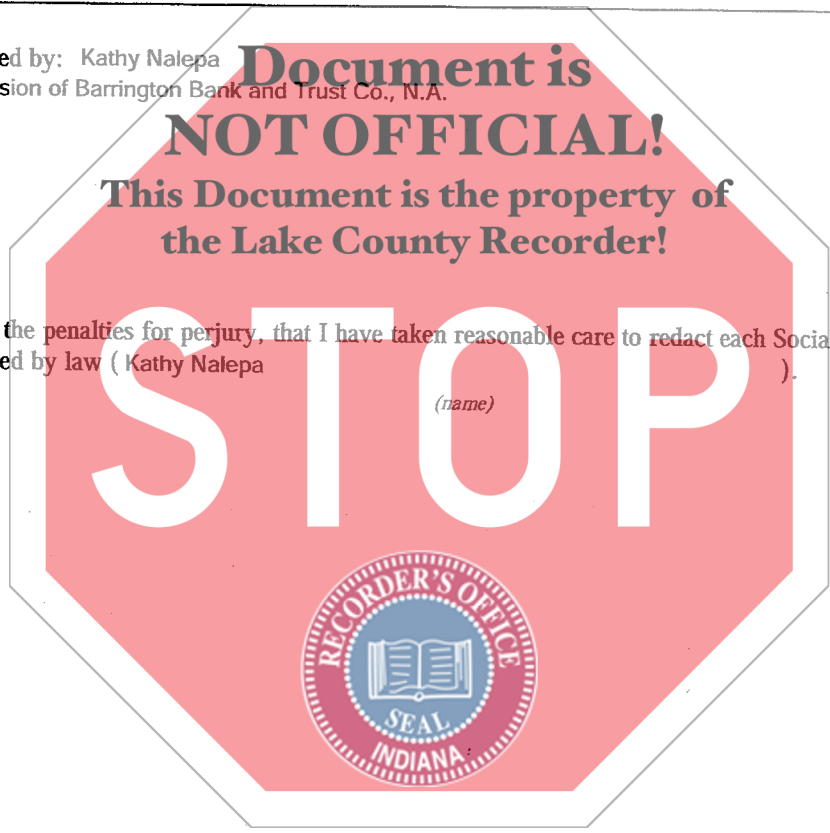 ed by: Kathy Nalepa
Document is
sion of Barrington Bank and Trust Co., N.A.
NOT OFFICIAL!
This Document is the property of
the Lake County Recorder!
the penalties for perjury, that I have taken reasonable care to redact each Socia
ed by law ( Kathy Nalepa ).
(name)
STOP
RECORDER'S OFFICE
SEAL
INDIANA